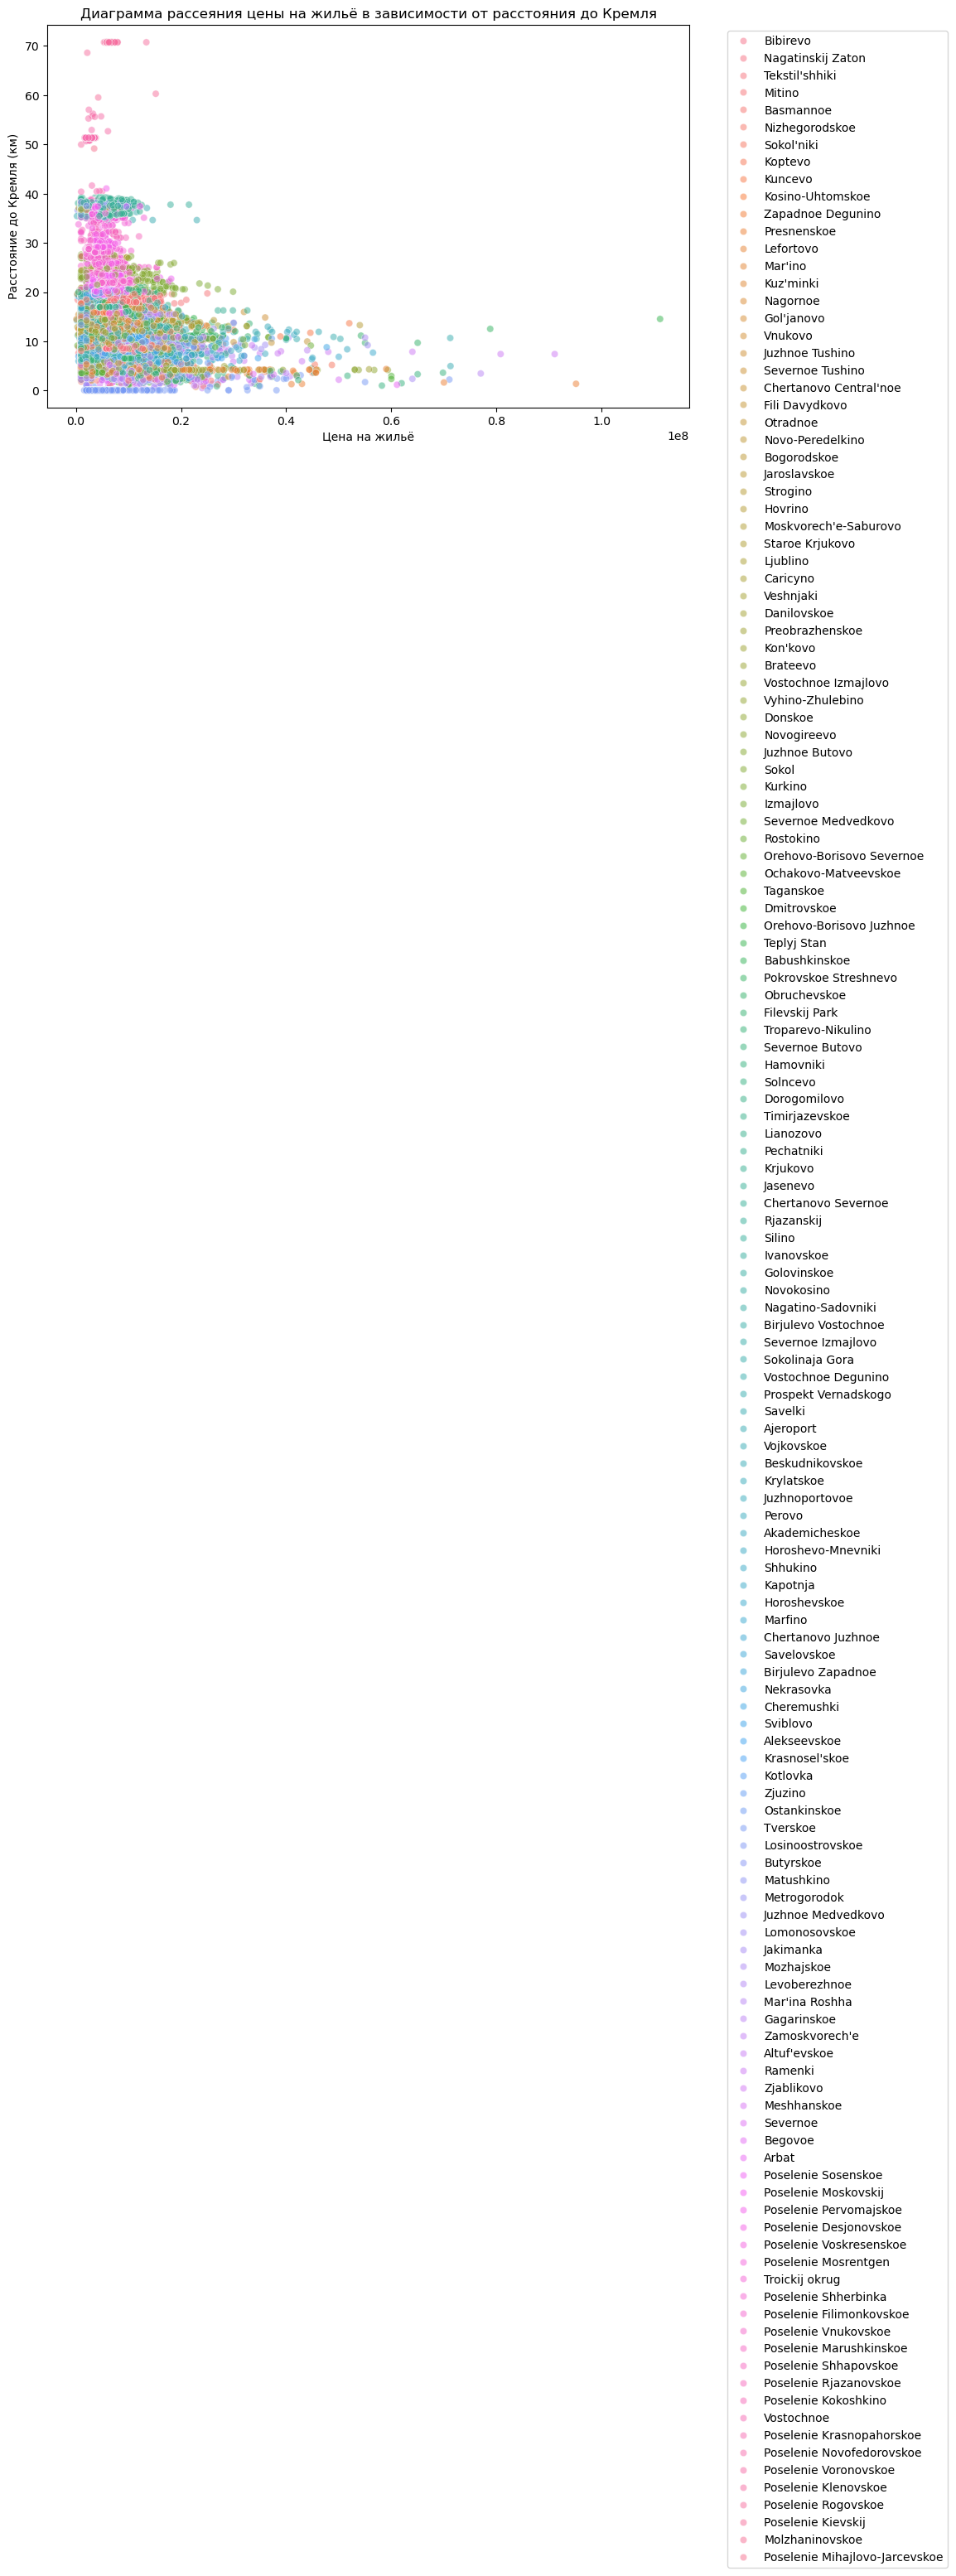 Диаграмма рассеяния цены на жильё в зависимости от расстояния до Кремля
Расстояние до Кремля (км)
70
60
50
40
30
20
10
0
0.0
0.2
0.4
0.6
0.8
1.0
1e8
Цена на жильё
Bibirevo
Nagatinskij Zaton
Tekstil'shhiki
Mitino
Basmannoe
Nizhegorodskoe
Sokol'niki
Koptevo
Kuncevo
Kosino-Uhtomskoe
Zapadnoe Degunino
Presnenskoe
Lefortovo
Mar'ino
Kuz'minki
Nagornoe
Gol'janovo
Vnukovo
Juzhnoe Tushino
Severnoe Tushino
Chertanovo Central'noe
Fili Davydkovo
Otradnoe
Novo-Peredelkino
Bogorodskoe
Jaroslavskoe
Strogino
Hovrino
Moskvorech'e-Saburovo
Staroe Krjukovo
Ljublino
Caricyno
Veshnjaki
Danilovskoe
Preobrazhenskoe
Kon'kovo
Brateevo
Vostochnoe Izmajlovo
Vyhino-Zhulebino
Donskoe
Novogireevo
Juzhnoe Butovo
Sokol
Kurkino
Izmajlovo
Severnoe Medvedkovo
Rostokino
Orehovo-Borisovo Severnoe
Ochakovo-Matveevskoe
Taganskoe
Dmitrovskoe
Orehovo-Borisovo Juzhnoe
Teplyj Stan
Babushkinskoe
Pokrovskoe Streshnevo
Obruchevskoe
Filevskij Park
Troparevo-Nikulino
Severnoe Butovo
Hamovniki
Solncevo
Dorogomilovo
Timirjazevskoe
Lianozovo
Pechatniki
Krjukovo
Jasenevo
Chertanovo Severnoe
Rjazanskij
Silino
Ivanovskoe
Golovinskoe
Novokosino
Nagatino-Sadovniki
Birjulevo Vostochnoe
Severnoe Izmajlovo
Sokolinaja Gora
Vostochnoe Degunino
Prospekt Vernadskogo
Savelki
Ajeroport
Vojkovskoe
Beskudnikovskoe
Krylatskoe
Juzhnoportovoe
Perovo
Akademicheskoe
Horoshevo-Mnevniki
Shhukino
Kapotnja
Horoshevskoe
Marfino
Chertanovo Juzhnoe
Savelovskoe
Birjulevo Zapadnoe
Nekrasovka
Cheremushki
Sviblovo
Alekseevskoe
Krasnosel'skoe
Kotlovka
Zjuzino
Ostankinskoe
Tverskoe
Losinoostrovskoe
Butyrskoe
Matushkino
Metrogorodok
Juzhnoe Medvedkovo
Lomonosovskoe
Jakimanka
Mozhajskoe
Levoberezhnoe
Mar'ina Roshha
Gagarinskoe
Zamoskvorech'e
Altuf'evskoe
Ramenki
Zjablikovo
Meshhanskoe
Severnoe
Begovoe
Arbat
Poselenie Sosenskoe
Poselenie Moskovskij
Poselenie Pervomajskoe
Poselenie Desjonovskoe
Poselenie Voskresenskoe
Poselenie Mosrentgen
Troickij okrug
Poselenie Shherbinka
Poselenie Filimonkovskoe
Poselenie Vnukovskoe
Poselenie Marushkinskoe
Poselenie Shhapovskoe
Poselenie Rjazanovskoe
Poselenie Kokoshkino
Vostochnoe
Poselenie Krasnopahorskoe
Poselenie Novofedorovskoe
Poselenie Voronovskoe
Poselenie Klenovskoe
Poselenie Rogovskoe
Poselenie Kievskij
Molzhaninovskoe
Poselenie Mihajlovo-Jarcevskoe